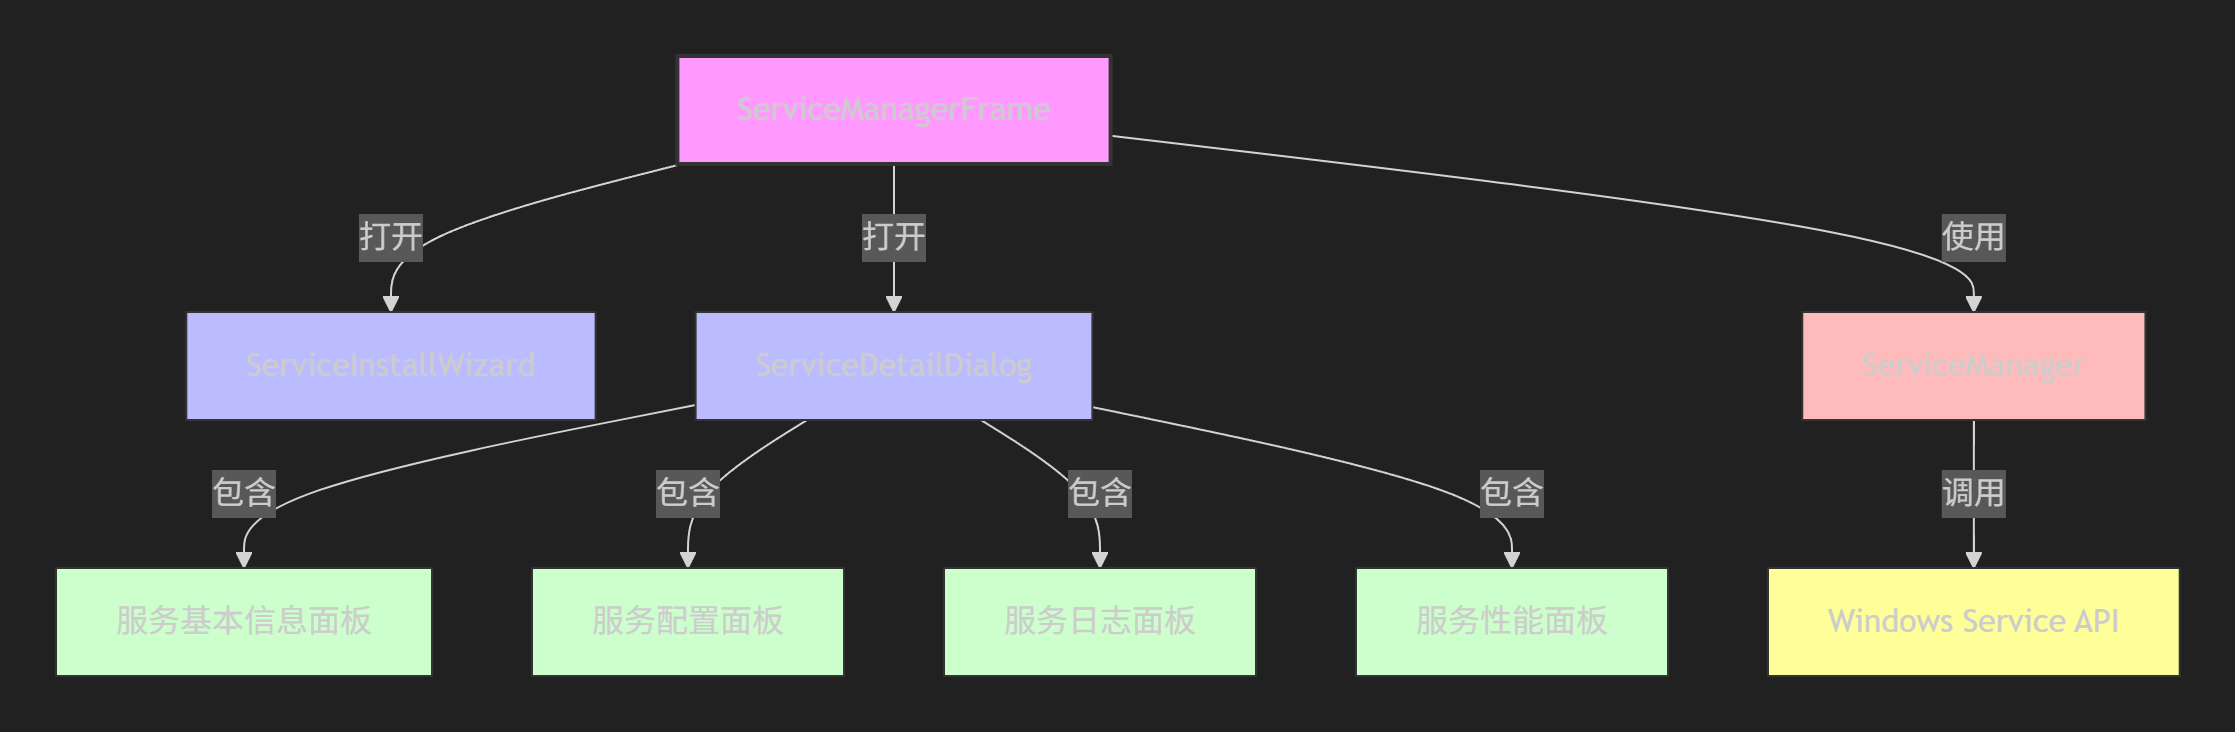 ServiceManagerFrame
打开
打开
使用
ServiceInstallWizard
ServiceDetailDialog
ServiceManager
包含
包含
包含
包含
调用
服务基本信息面板
服务配置面板
服务日志面板
服务性能面板
Windows Service API